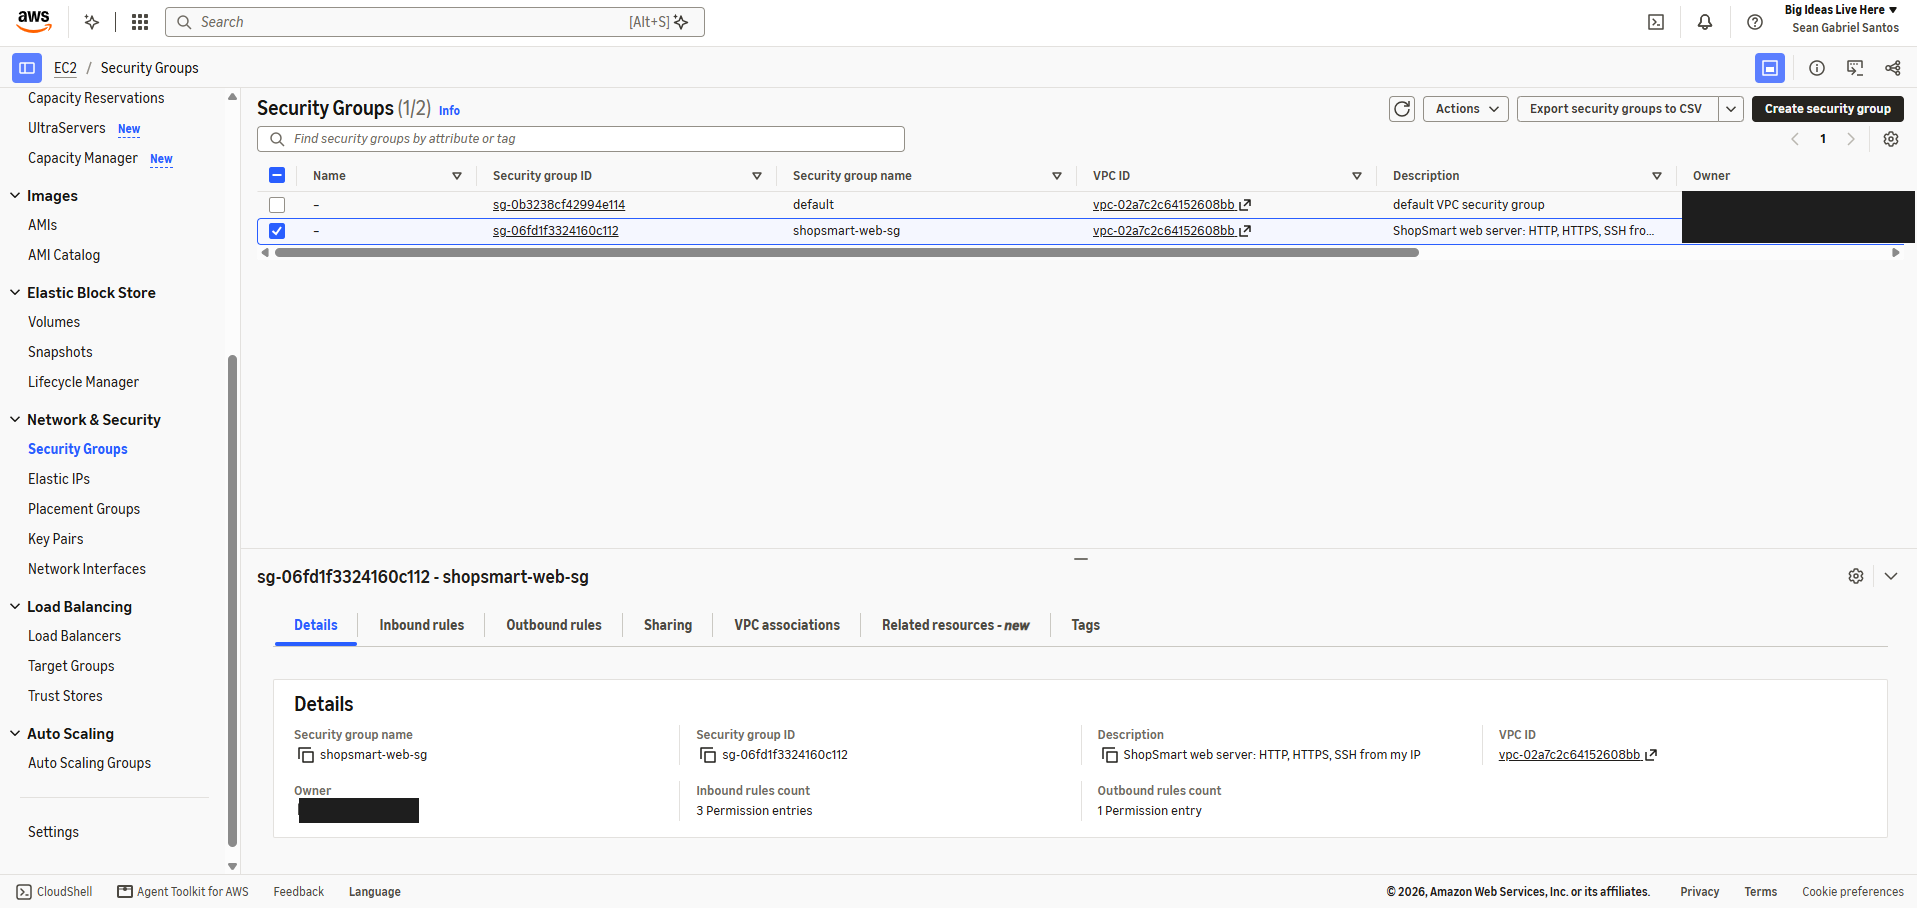 aws
Search
[Alt+S]
Big Ideas Live Here
Sean Gabriel Santos
EC2 / Security Groups
Capacity Reservations
UltraServers New
Capacity Manager New
Images
AMIs
AMI Catalog
Elastic Block Store
Volumes
Snapshots
Lifecycle Manager
Network & Security
Security Groups
Elastic IPs
Placement Groups
Key Pairs
Network Interfaces
Load Balancing
Load Balancers
Target Groups
Trust Stores
Auto Scaling
Auto Scaling Groups
Settings
Security Groups (1/2) Info
Actions
Export security groups to CSV
Create security group
Find security groups by attribute or tag
1
Name Security group ID Security group name VPC ID Description Owner
– sg-0b3238cf42994e114 default vpc-02a7c2c64152608bb default VPC security group
– sg-06fd1f3324160c112 shopsmart-web-sg vpc-02a7c2c64152608bb ShopSmart web server: HTTP, HTTPS, SSH fro...
sg-06fd1f3324160c112 - shopsmart-web-sg
Details Inbound rules Outbound rules Sharing VPC associations Related resources - new Tags
Details
Security group name
shopsmart-web-sg
Security group ID
sg-06fd1f3324160c112
Description
ShopSmart web server: HTTP, HTTPS, SSH from my IP
VPC ID
vpc-02a7c2c64152608bb
Owner
Inbound rules count
3 Permission entries
Outbound rules count
1 Permission entry
CloudShell Agent Toolkit for AWS Feedback Language
© 2026, Amazon Web Services, Inc. or its affiliates. Privacy Terms Cookie preferences